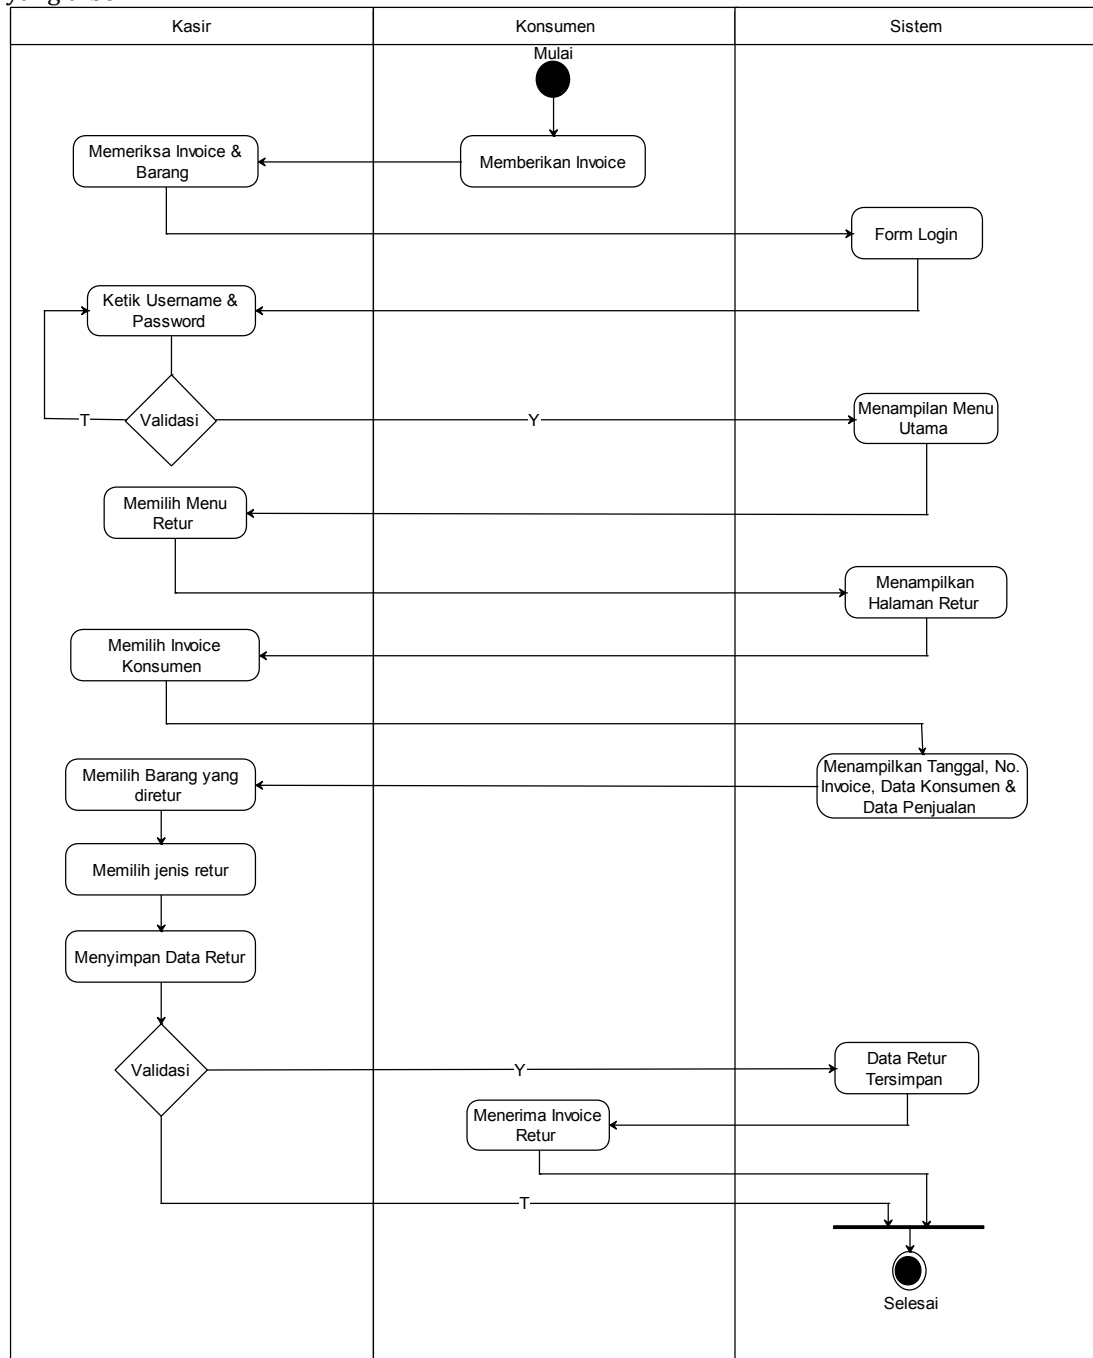 Kasir
Konsumen
Sistem
Mulai
Memeriksa Invoice &
Barang
Memberikan Invoice
Form Login
Ketik Username &
Password
Validasi
T
Y
Menampilan Menu
Utama
Memilih Menu
Retur
Menampilkan
Halaman Retur
Memilih Invoice
Konsumen
Memilih Barang yang
diretur
Menampilkan Tanggal, No.
Invoice, Data Konsumen &
Data Penjualan
Memilih jenis retur
Menyimpan Data Retur
Validasi
Y
Data Retur
Tersimpan
Menerima Invoice
Retur
T
Selesai